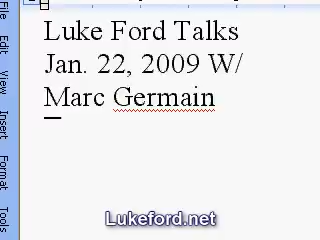 Luke Ford Talks
Jan. 22, 2009 W/
Marc Germain
File
Edit
View
Insert
Format
Tools
Lukeford.net